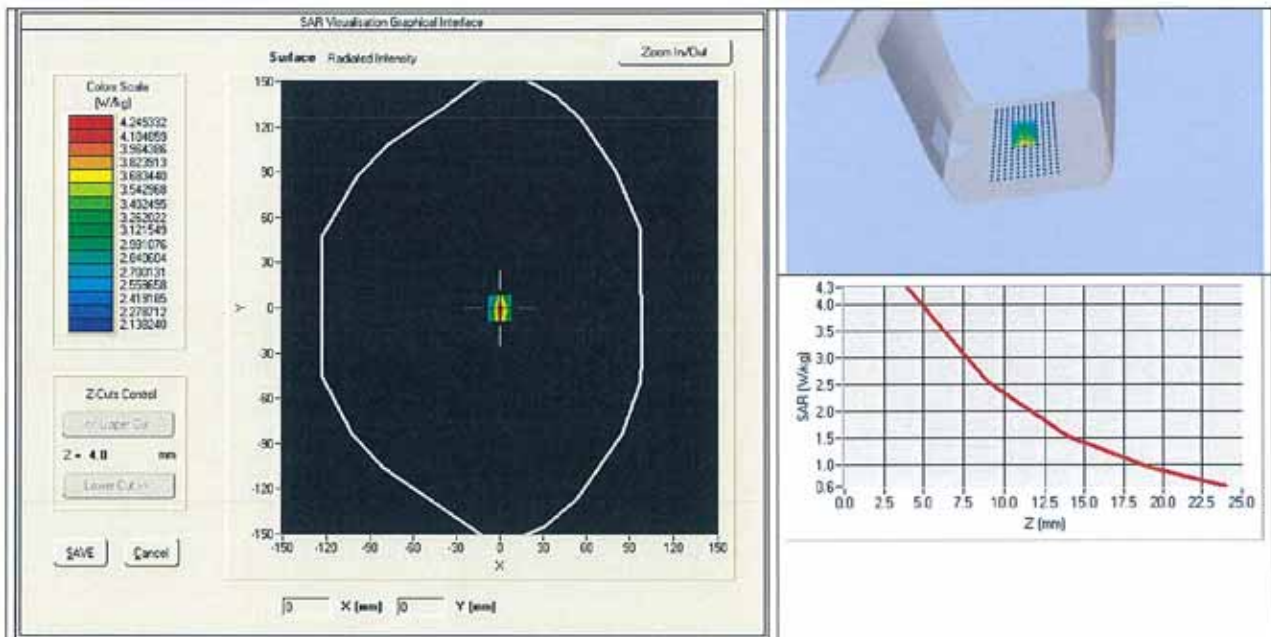 SAR Visualisation Graphical Interface
Surface Radiated Intensity
Zoom In/Out
Colors Scale
[W/kg]
4.245332
4.104859
3.964386
3.823913
3.683440
3.542968
3.402495
3.262022
3.121549
2.981076
2.840604
2.700131
2.559658
2.419185
2.278712
2.138240
Z-Cuts Control
<< Upper Cut
Z = 4.0 mm
Lower Cut >>
SAVE Cancel
150
120
90
60
30
0
-30
-60
-90
-120
-150
Y
-150 -120 -90 -60 -30 0 30 60 90 120 150
X
0 X (mm) 0 Y (mm)
4.3
4.0
3.5
3.0
2.5
2.0
1.5
1.0
0.6
SAR (W/kg)
0.0 2.5 5.0 7.5 10.0 12.5 15.0 17.5 20.0 22.5 25.0
Z (mm)